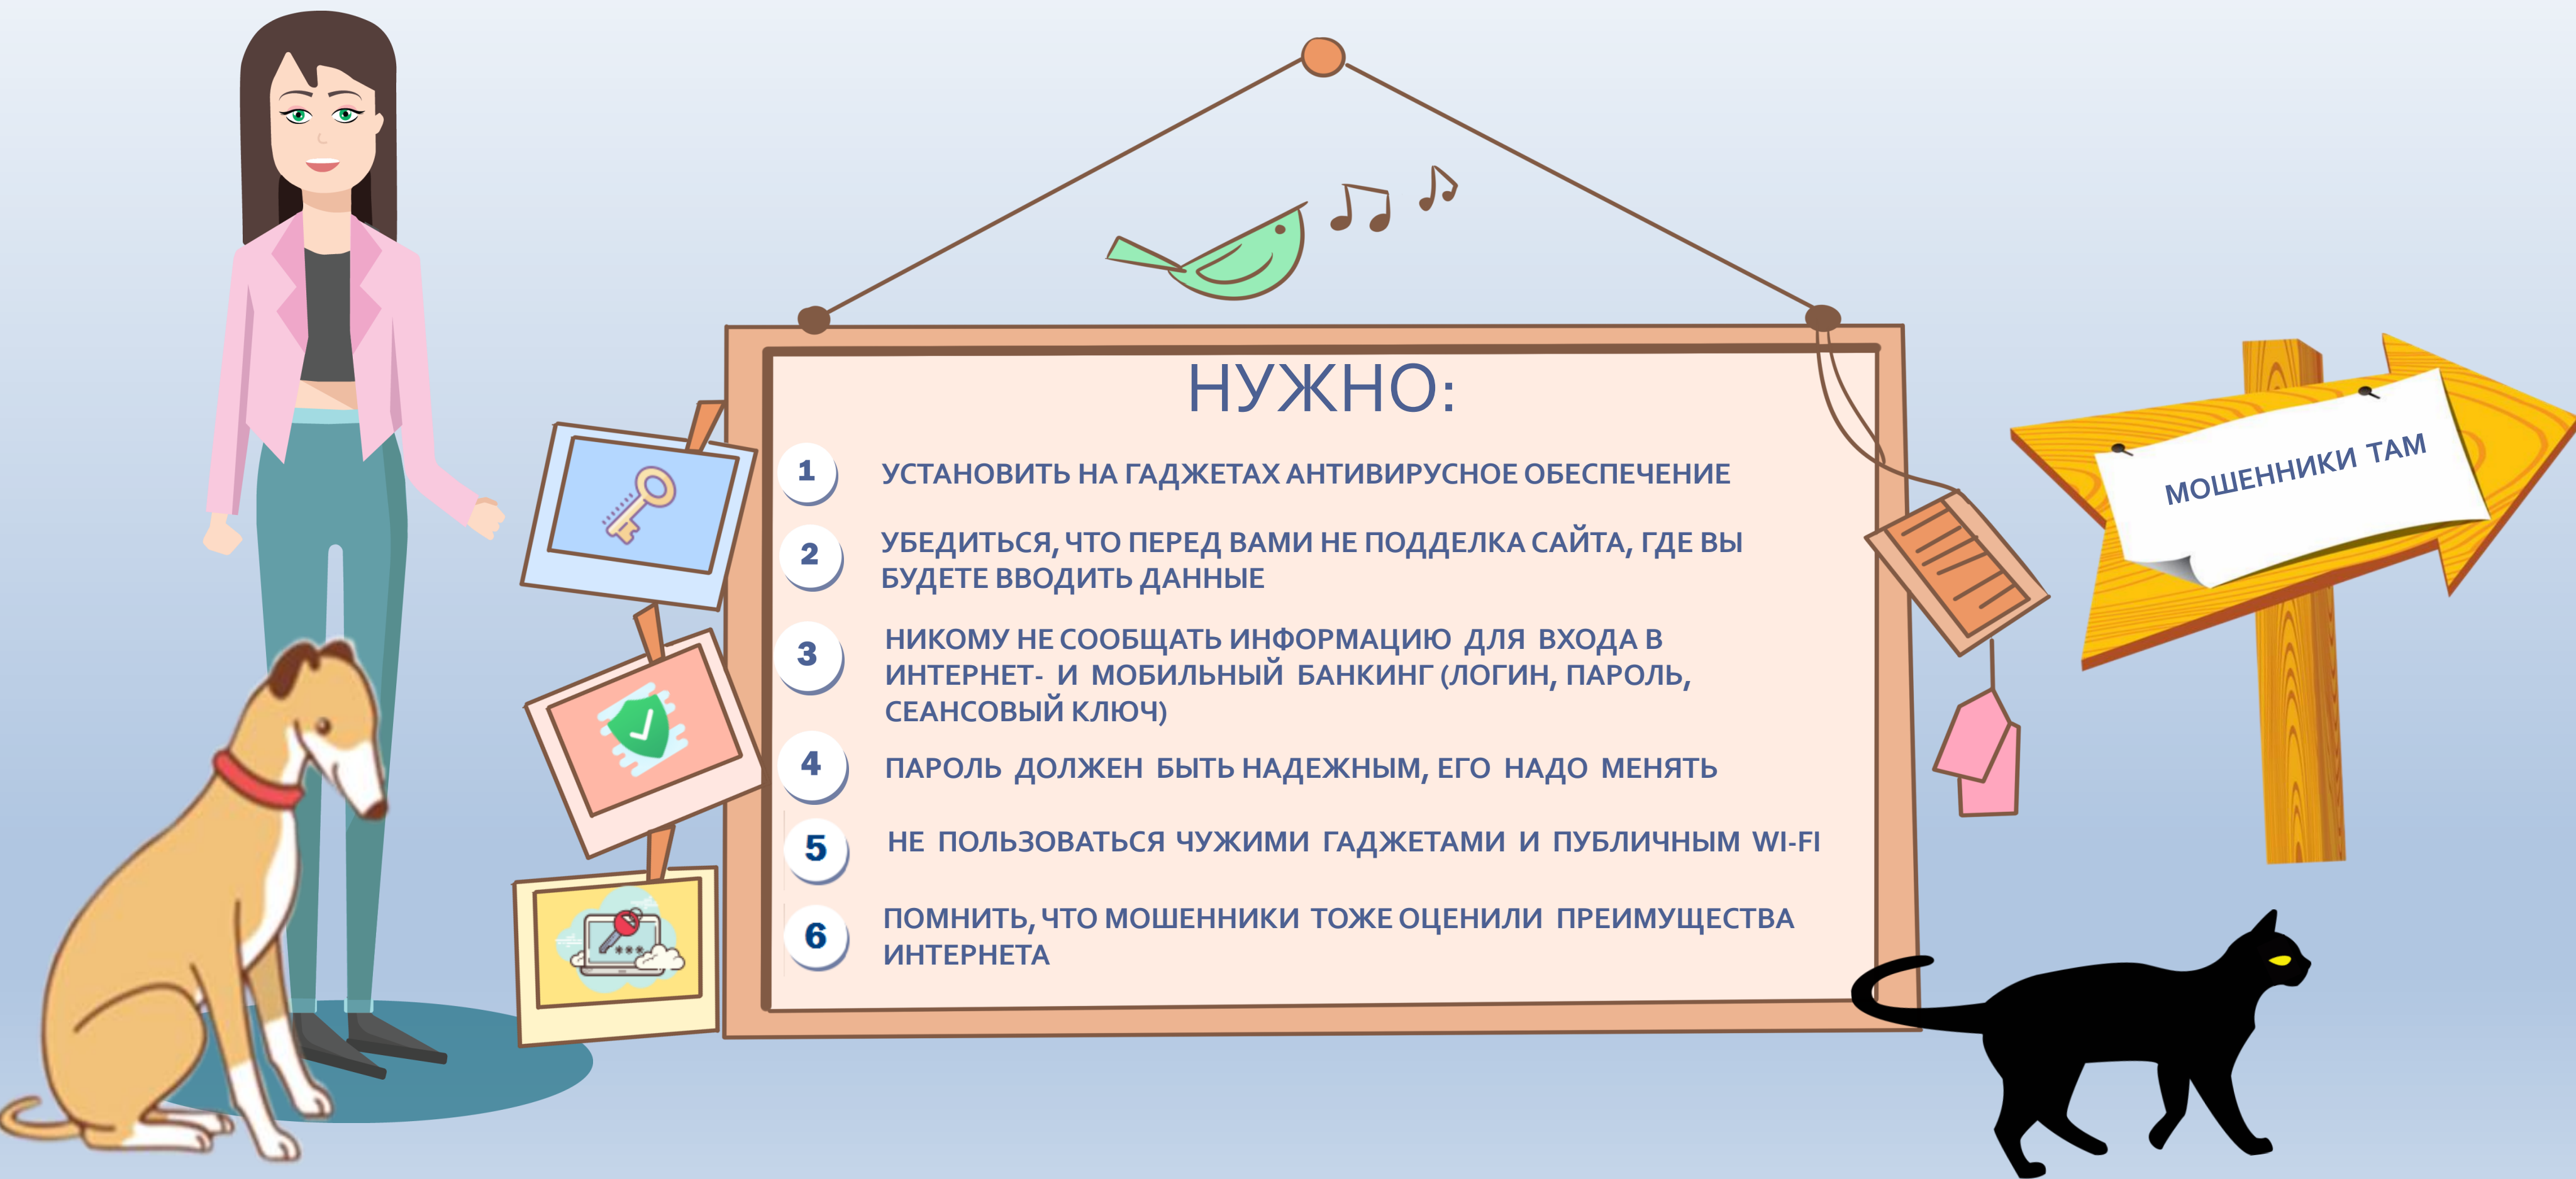 НУЖНО:
1 УСТАНОВИТЬ НА ГАДЖЕТАХ АНТИВИРУСНОЕ ОБЕСПЕЧЕНИЕ
2 УБЕДИТЬСЯ, ЧТО ПЕРЕД ВАМИ НЕ ПОДДЕЛКА САЙТА, ГДЕ ВЫ
БУДЕТЕ ВВОДИТЬ ДАННЫЕ
3 НИКОМУ НЕ СООБЩАТЬ ИНФОРМАЦИЮ ДЛЯ ВХОДА В
ИНТЕРНЕТ- И МОБИЛЬНЫЙ БАНКИНГ (ЛОГИН, ПАРОЛЬ,
СЕАНСОВЫЙ КЛЮЧ)
4 ПАРОЛЬ ДОЛЖЕН БЫТЬ НАДЕЖНЫМ, ЕГО НАДО МЕНЯТЬ
5 НЕ ПОЛЬЗОВАТЬСЯ ЧУЖИМИ ГАДЖЕТАМИ И ПУБЛИЧНЫМ WI-FI
6 ПОМНИТЬ, ЧТО МОШЕННИКИ ТОЖЕ ОЦЕНИЛИ ПРЕИМУЩЕСТВА
ИНТЕРНЕТА
МОШЕННИКИ ТАМ